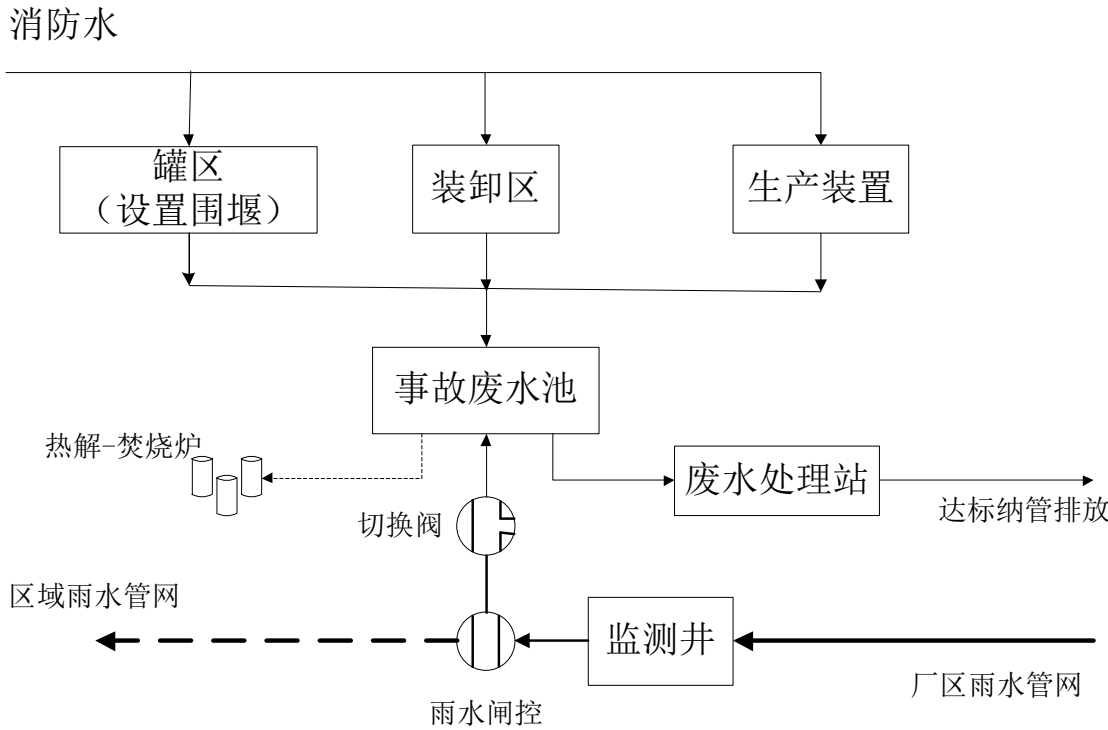 消防水
罐区
（设置围堰）
装卸区
生产装置
事故废水池
热解-焚烧炉
废水处理站
达标纳管排放
切换阀
区域雨水管网
监测井
厂区雨水管网
雨水闸控